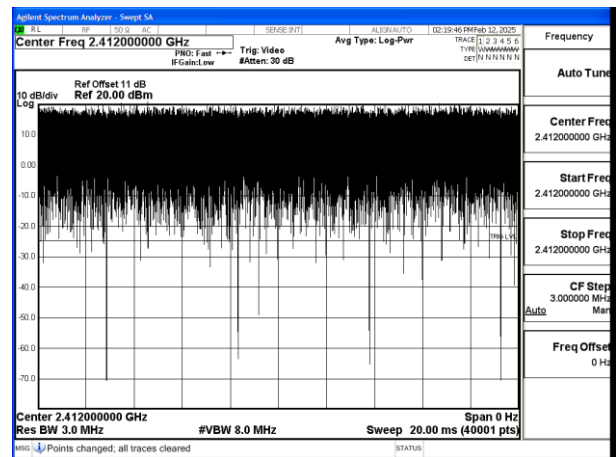 Agilent Spectrum Analyzer - Swept SA
RL RF 50 Ω AC SENSE:INT ALIGN AUTO 02:19:46 PM Feb 12, 2025
Center Freq 2.412000000 GHz
PNO: Fast
IFGain:Low
Trig: Video
#Atten: 30 dB
Avg Type: Log-Pwr
TRACE 1 2 3 4 5 6
TYPE WWWWWWW
DET N N N N N N
Ref Offset 11 dB
10 dB/div Ref 20.00 dBm
Log
10.0
0.00
-10.0
-20.0
TRIG LVL
-30.0
-40.0
-50.0
-60.0
-70.0
Center 2.412000000 GHz Span 0 Hz
Res BW 3.0 MHz #VBW 8.0 MHz Sweep 20.00 ms (40001 pts)
MSG Points changed; all traces cleared STATUS
Frequency
Auto Tune
Center Freq
2.412000000 GHz
Start Freq
2.412000000 GHz
Stop Freq
2.412000000 GHz
CF Step
3.000000 MHz
Auto Man
Freq Offset
0 Hz